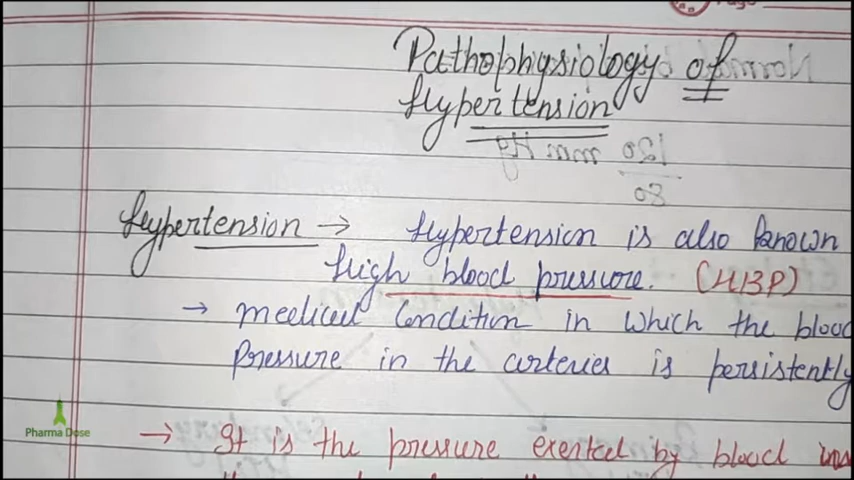 Pathophysiology of
Hypertension
Hypertension → Hypertension is also known
High blood pressure. (HBP)
→ medical Condition in which the blood
Pressure in the arteries is persistently
→ It is the pressure exerted by blood ins
Pharma Dose